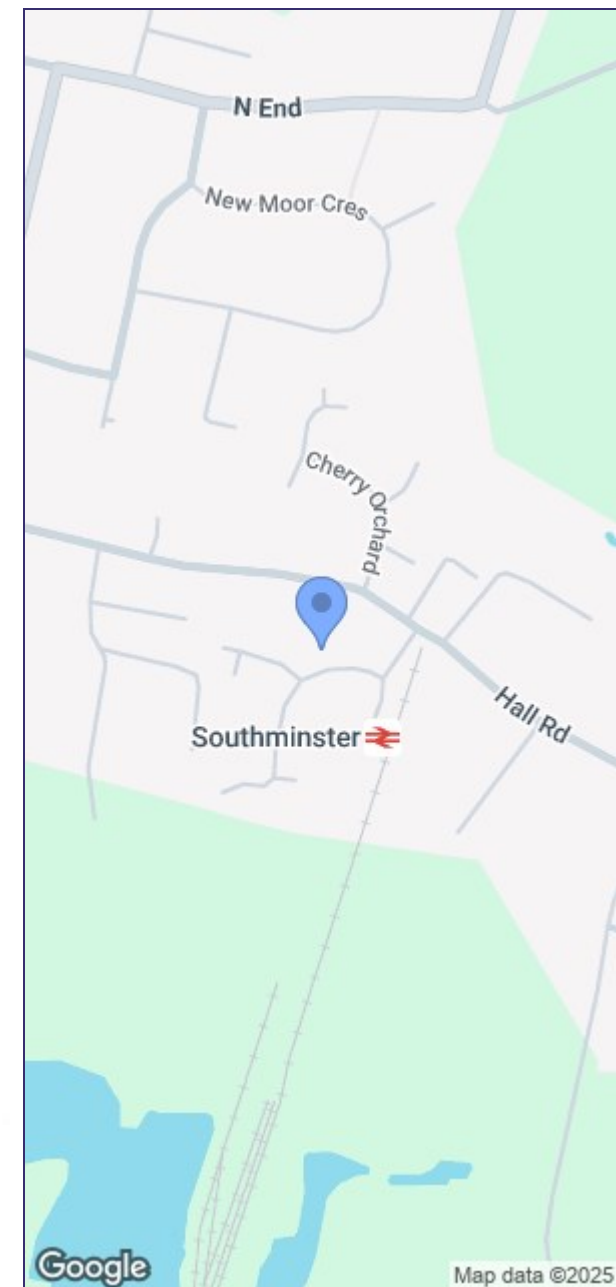 N End
New Moor Cres
Cherry Orchard
Hall Rd
Southminster
Google
Map data ©2025